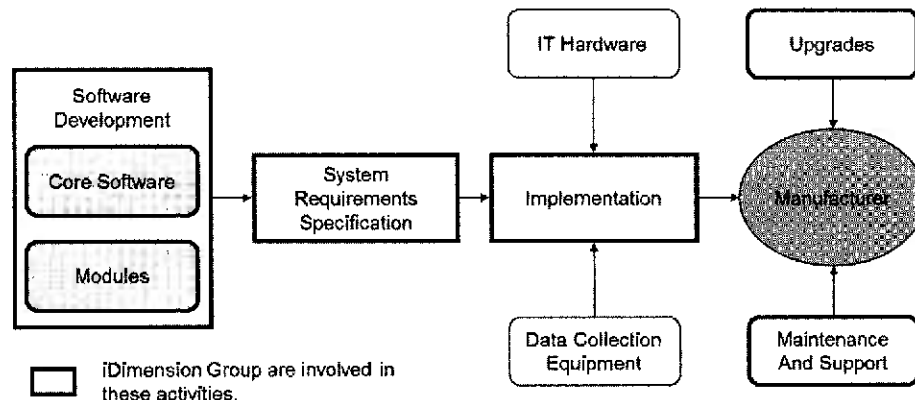 IT Hardware
Upgrades
Software
Development
Core Software
Modules
System
Requirements
Specification
Implementation
Manufacturer
Data Collection
Equipment
Maintenance
And Support
iDimension Group are involved in
these activities.